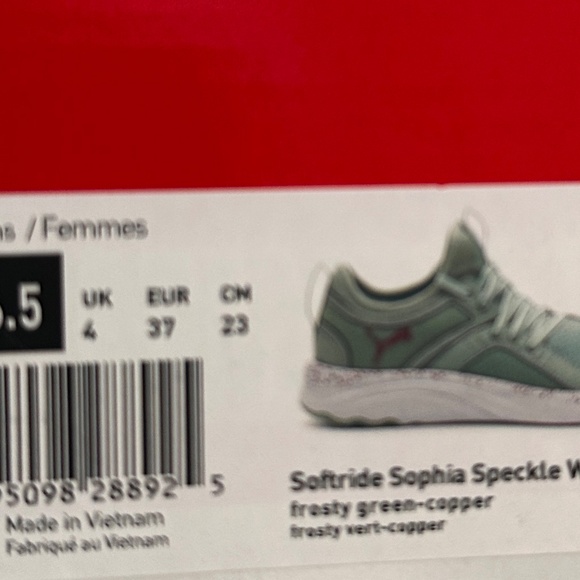 /Femmes
.5
UK EUR CM
4 37 23
5098 28892 5
Made in Vietnam
Fabriqué au Vietnam
Softride Sophia Speckle W
frosty green-copper
frosty vert-copper